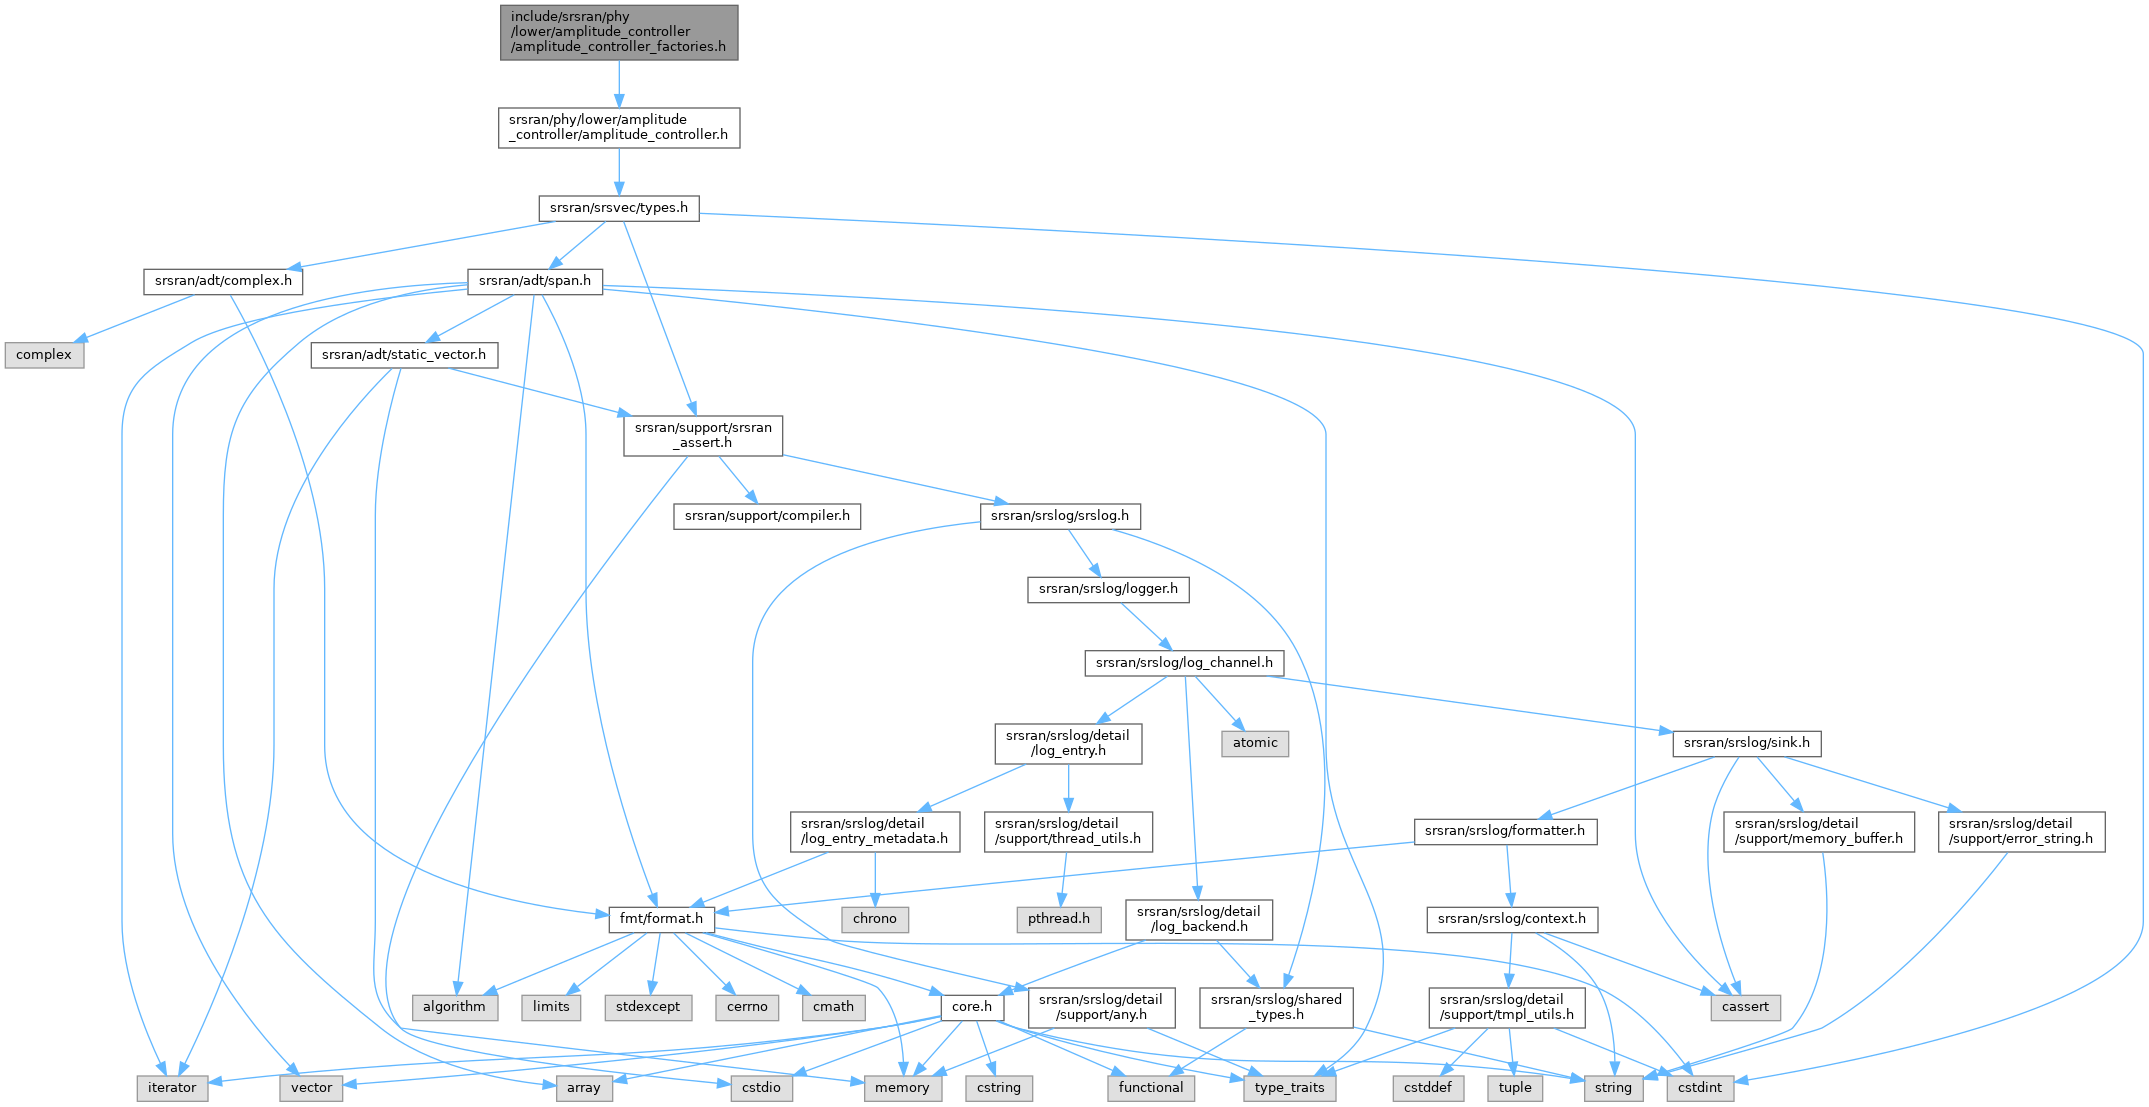 include/srsran/phy
/lower/amplitude_controller
/amplitude_controller_factories.h
srsran/phy/lower/amplitude
_controller/amplitude_controller.h
srsran/srsvec/types.h
srsran/adt/complex.h
srsran/adt/span.h
complex
srsran/adt/static_vector.h
srsran/support/srsran
_assert.h
srsran/support/compiler.h
srsran/srslog/srslog.h
srsran/srslog/logger.h
srsran/srslog/log_channel.h
srsran/srslog/detail
/log_entry.h
atomic
srsran/srslog/sink.h
srsran/srslog/detail
/log_entry_metadata.h
srsran/srslog/detail
/support/thread_utils.h
srsran/srslog/formatter.h
srsran/srslog/detail
/support/memory_buffer.h
srsran/srslog/detail
/support/error_string.h
fmt/format.h
chrono
pthread.h
srsran/srslog/detail
/log_backend.h
srsran/srslog/context.h
algorithm
limits
stdexcept
cerrno
cmath
core.h
srsran/srslog/detail
/support/any.h
srsran/srslog/shared
_types.h
srsran/srslog/detail
/support/tmpl_utils.h
cassert
iterator
vector
array
cstdio
memory
cstring
functional
type_traits
cstddef
tuple
string
cstdint